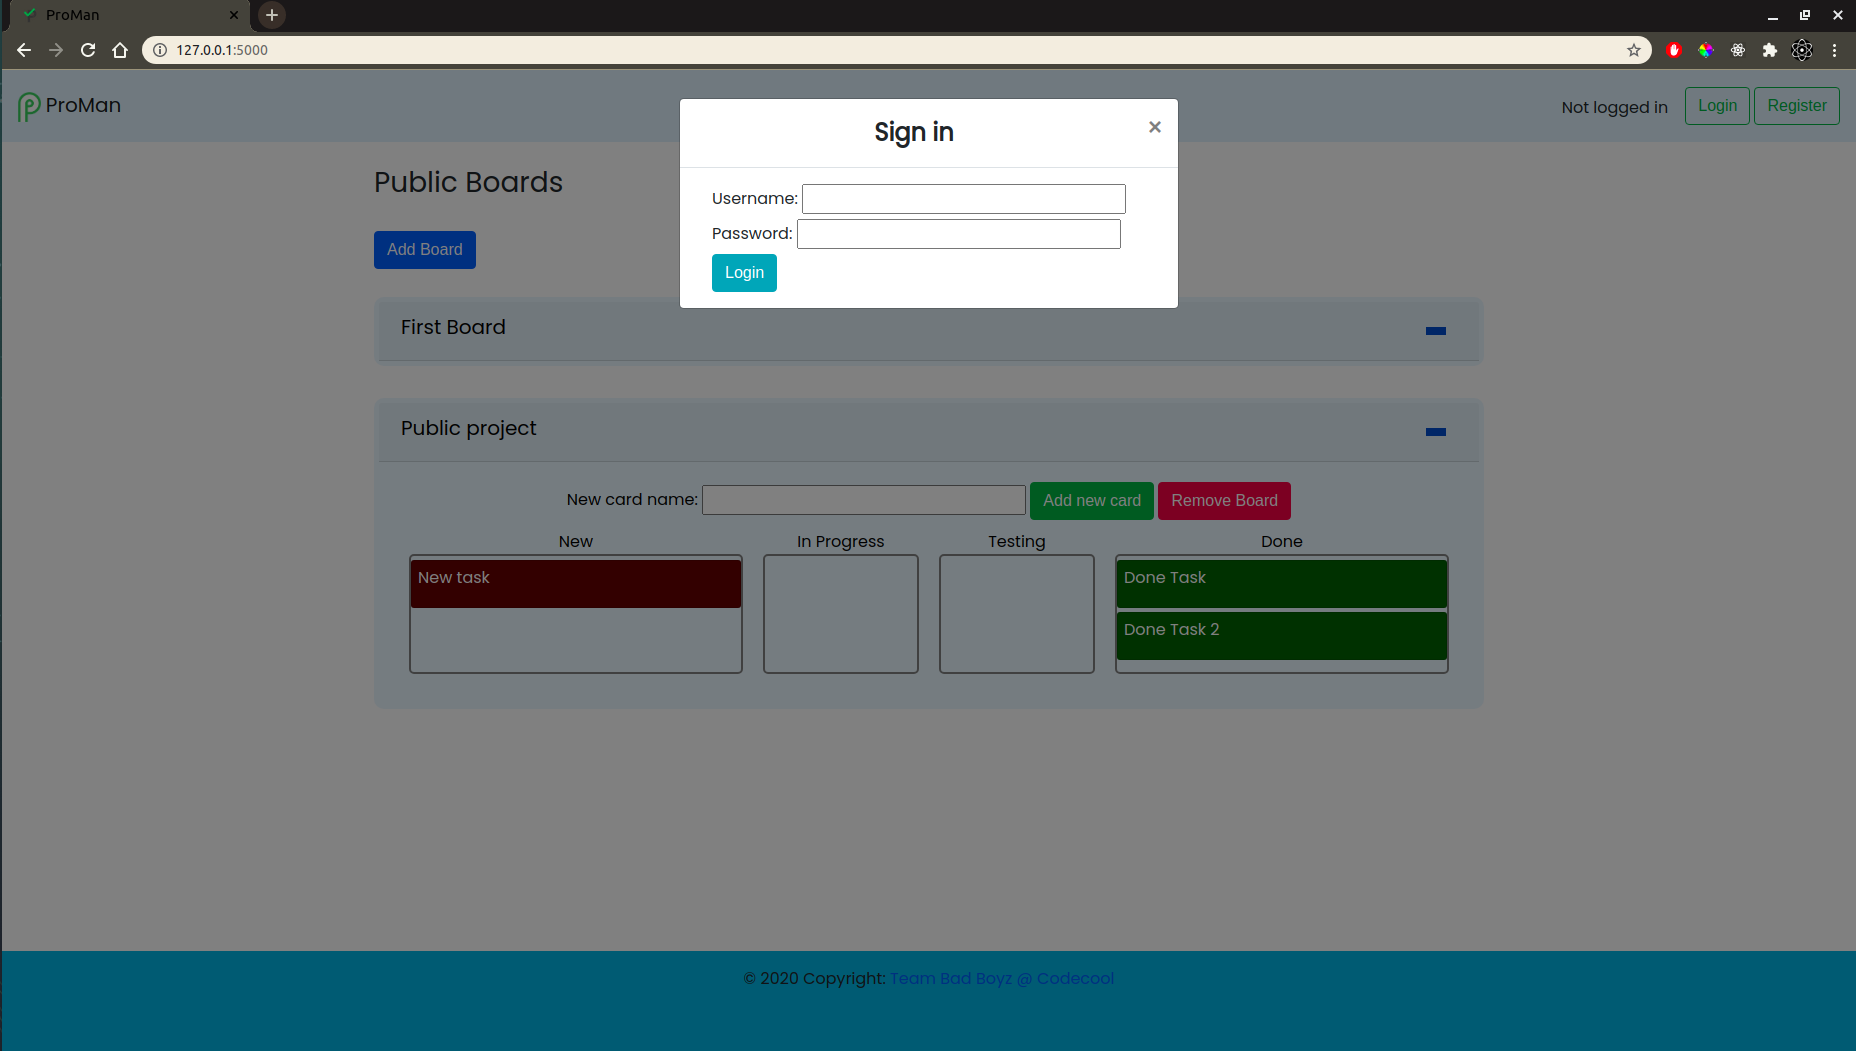 ProMan
127.0.0.1:5000
ProMan
Not logged in
Login
Register
Sign in
×
Username:
Password:
Login
Public Boards
Add Board
First Board
Public project
New card name:
Add new card
Remove Board
New
In Progress
Testing
Done
New task
Done Task
Done Task 2
© 2020 Copyright: Team Bad Boyz @ Codecool